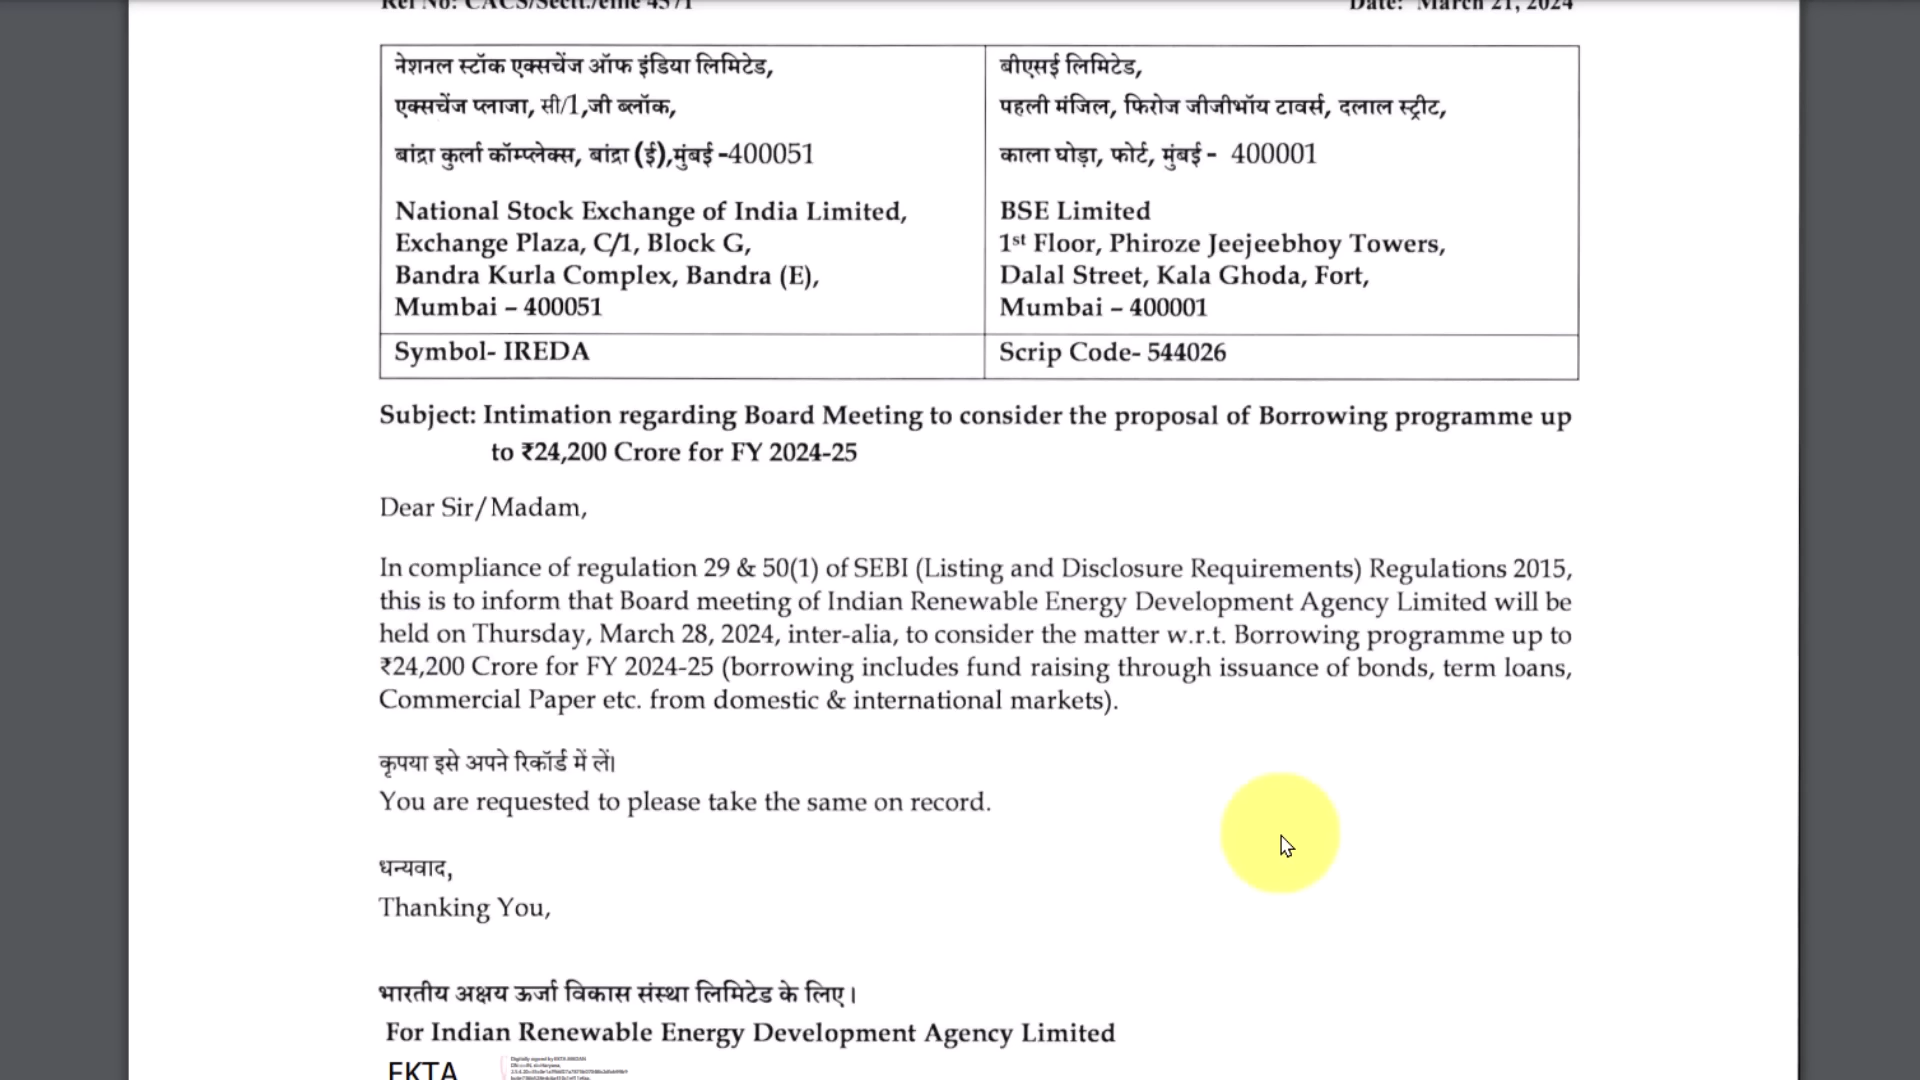 Date: March 21, 2024
नेशनल स्टॉक एक्सचेंज ऑफ इंडिया लिमिटेड,
एक्सचेंज प्लाजा, सी/1,जी ब्लॉक,
बांद्रा कुर्ला कॉम्प्लेक्स, बांद्रा (ई),मुंबई -400051
National Stock Exchange of India Limited,
Exchange Plaza, C/1, Block G,
Bandra Kurla Complex, Bandra (E),
Mumbai – 400051
बीएसई लिमिटेड,
पहली मंजिल, फिरोज जीजीभॉय टावर्स, दलाल स्ट्रीट,
काला घोड़ा, फोर्ट, मुंबई - 400001
BSE Limited
1st Floor, Phiroze Jeejeebhoy Towers,
Dalal Street, Kala Ghoda, Fort,
Mumbai – 400001
Symbol- IREDA
Scrip Code- 544026
Subject: Intimation regarding Board Meeting to consider the proposal of Borrowing programme up
to ₹24,200 Crore for FY 2024-25
Dear Sir/Madam,
In compliance of regulation 29 & 50(1) of SEBI (Listing and Disclosure Requirements) Regulations 2015,
this is to inform that Board meeting of Indian Renewable Energy Development Agency Limited will be
held on Thursday, March 28, 2024, inter-alia, to consider the matter w.r.t. Borrowing programme up to
₹24,200 Crore for FY 2024-25 (borrowing includes fund raising through issuance of bonds, term loans,
Commercial Paper etc. from domestic & international markets).
कृपया इसे अपने रिकॉर्ड में लें।
You are requested to please take the same on record.
धन्यवाद,
Thanking You,
भारतीय अक्षय ऊर्जा विकास संस्था लिमिटेड के लिए ।
For Indian Renewable Energy Development Agency Limited
EKTA